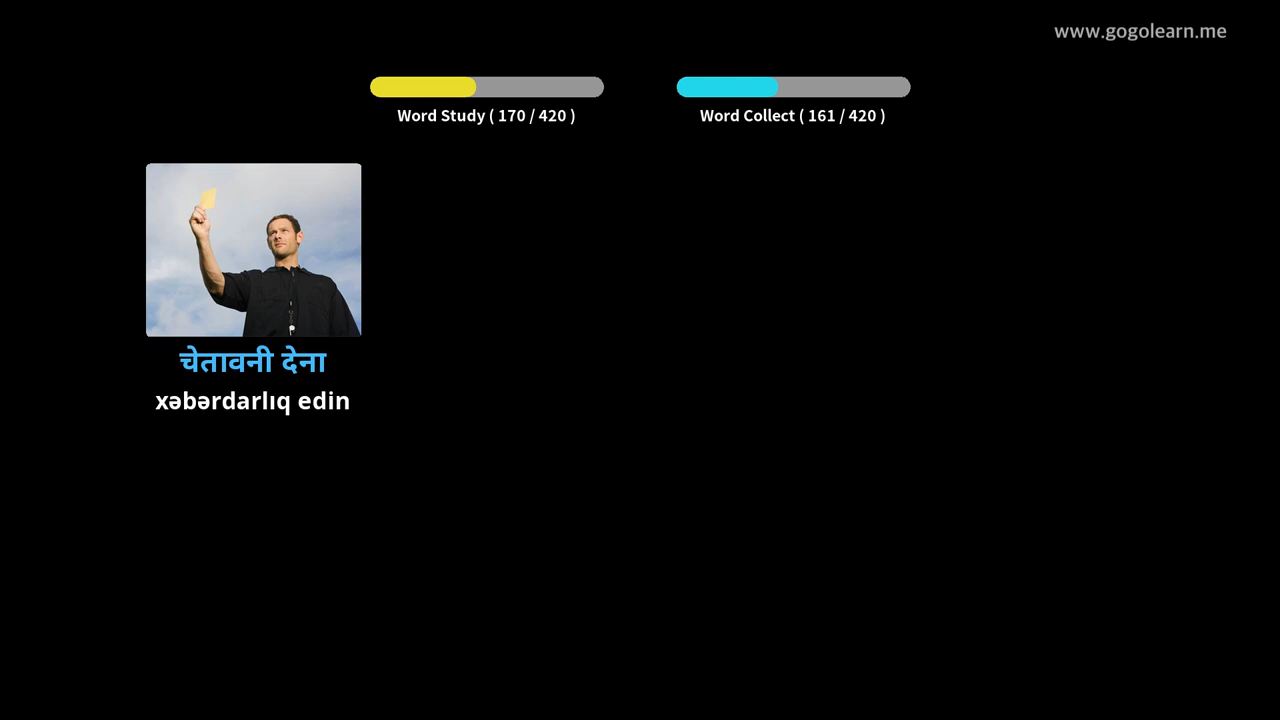 www.gogolearn.me
Word Study ( 170 / 420 )
Word Collect ( 161 / 420 )
चेतावनी देना
xəbərdarlıq edin